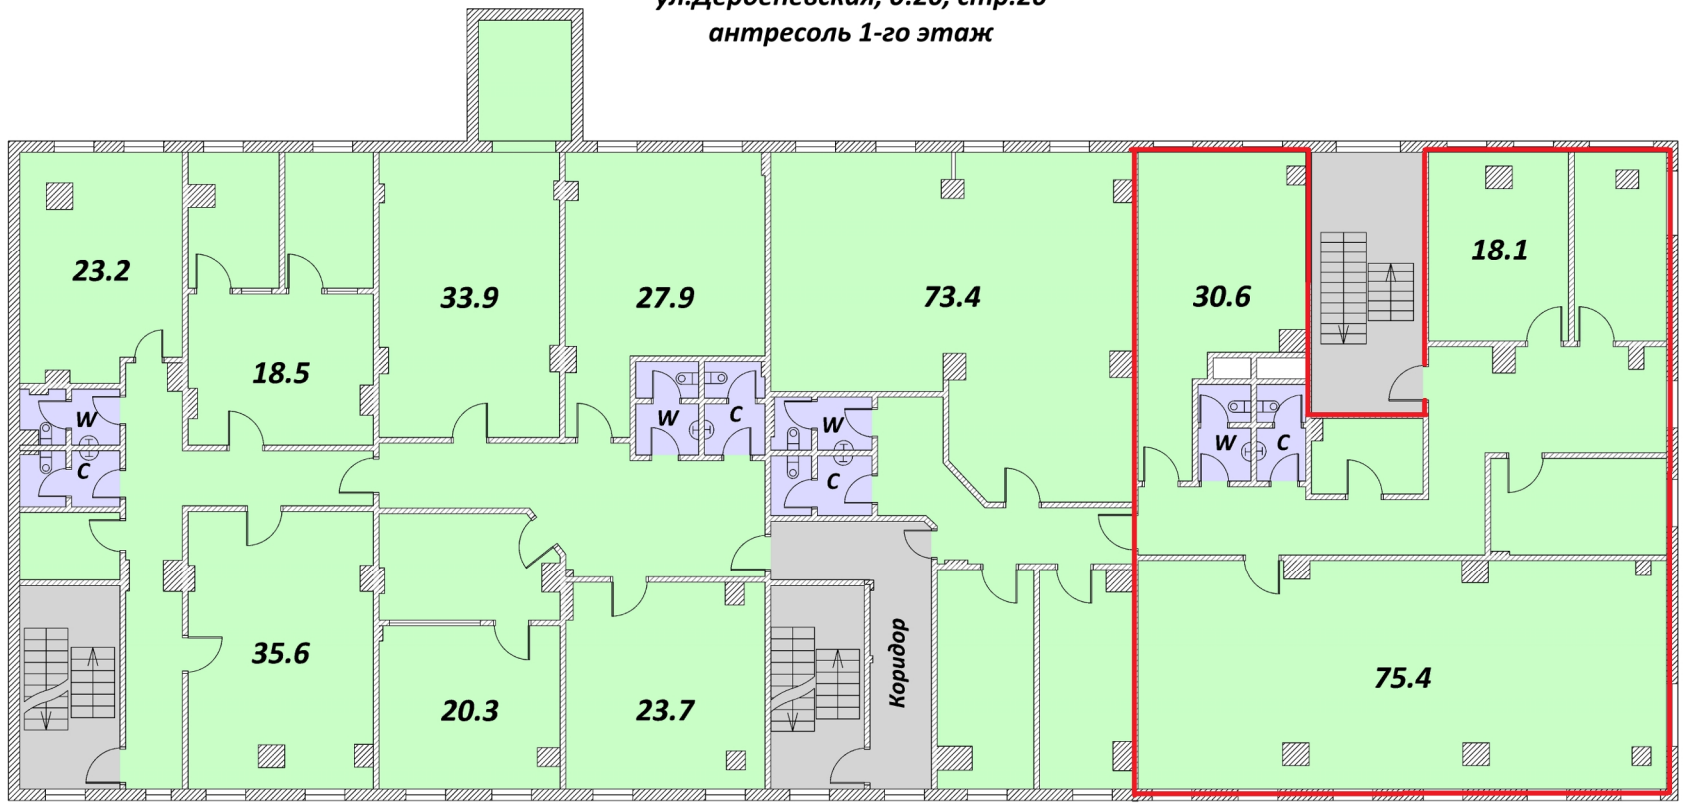 антресоль 1-го этаж
23.2
18.5
33.9
27.9
73.4
30.6
18.1
W
C
W
C
W
C
W
C
35.6
20.3
23.7
Коридор
75.4